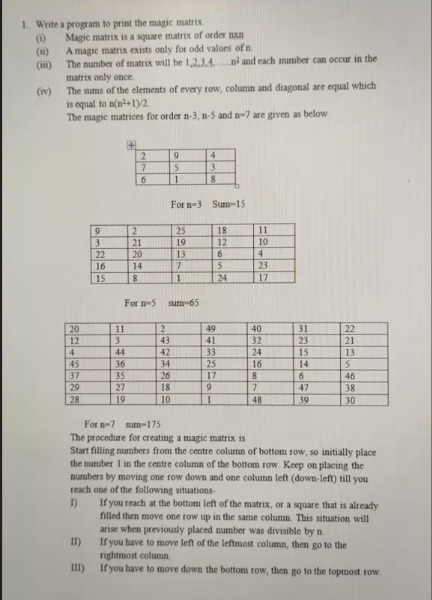 1. Write a program to print the magic matrix.
(i) Magic matrix is a square matrix of order nxn
(ii) A magic matrix exists only for odd values of n.
(iii) The number of matrix will be 1,2,3,4,.....n² and each number can occur in the
matrix only once.
(iv) The sums of the elements of every row, column and diagonal are equal which
is equal to n(n²+1)/2.
The magic matrices for order n-3, n-5 and n=7 are given as below
2 9 4
7 5 3
6 1 8
For n=3 Sum=15
9 2 25 18 11
3 21 19 12 10
22 20 13 6 4
16 14 7 5 23
15 8 1 24 17
For n=5 sum=65
20 11 2 49 40 31 22
12 3 43 41 32 23 21
4 44 42 33 24 15 13
45 36 34 25 16 14 5
37 35 26 17 8 6 46
29 27 18 9 7 47 38
28 19 10 1 48 39 30
For n=7 sum=175
The procedure for creating a magic matrix is
Start filling numbers from the centre column of bottom row, so initially place
the number 1 in the centre column of the bottom row. Keep on placing the
numbers by moving one row down and one column left (down-left) till you
reach one of the following situations-
I) If you reach at the bottom left of the matrix, or a square that is already
filled then move one row up in the same column. This situation will
arise when previously placed number was divisible by n.
II) If you have to move left of the leftmost column, then go to the
rightmost column.
III) If you have to move down the bottom row, then go to the topmost row.